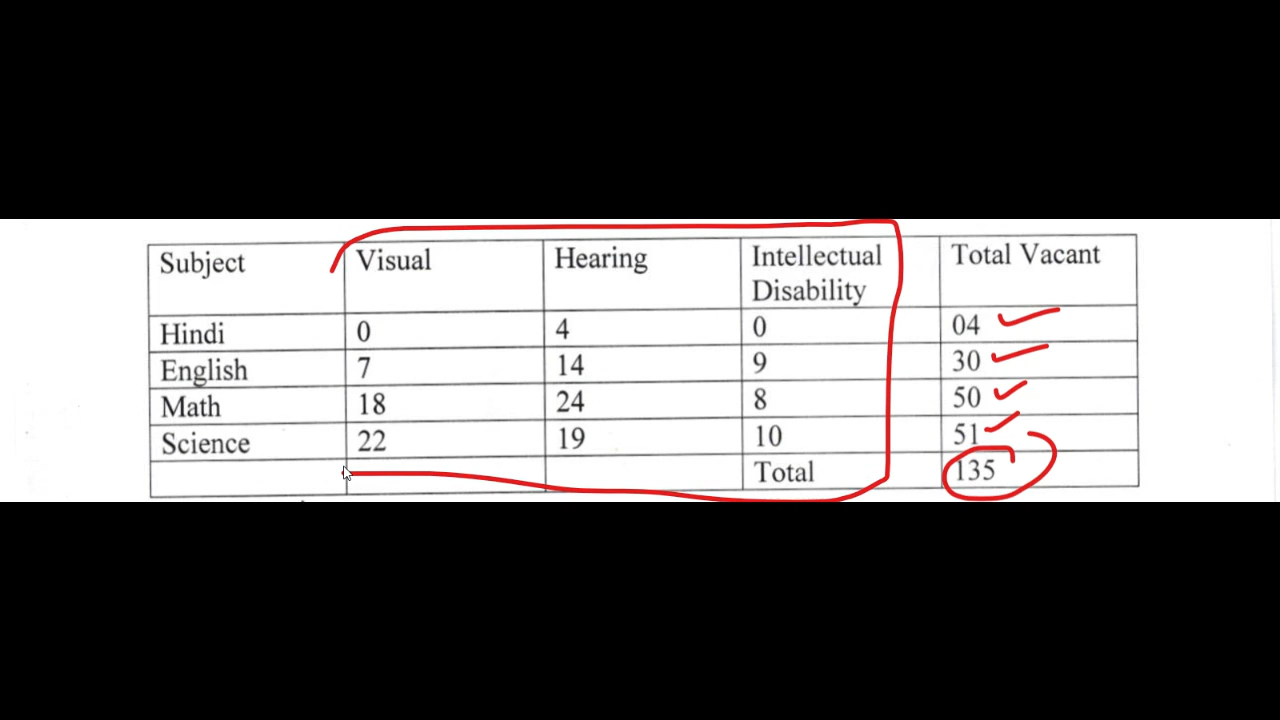 Subject Visual Hearing Intellectual Disability Total Vacant
Hindi 0 4 0 04
English 7 14 9 30
Math 18 24 8 50
Science 22 19 10 51
Total 135